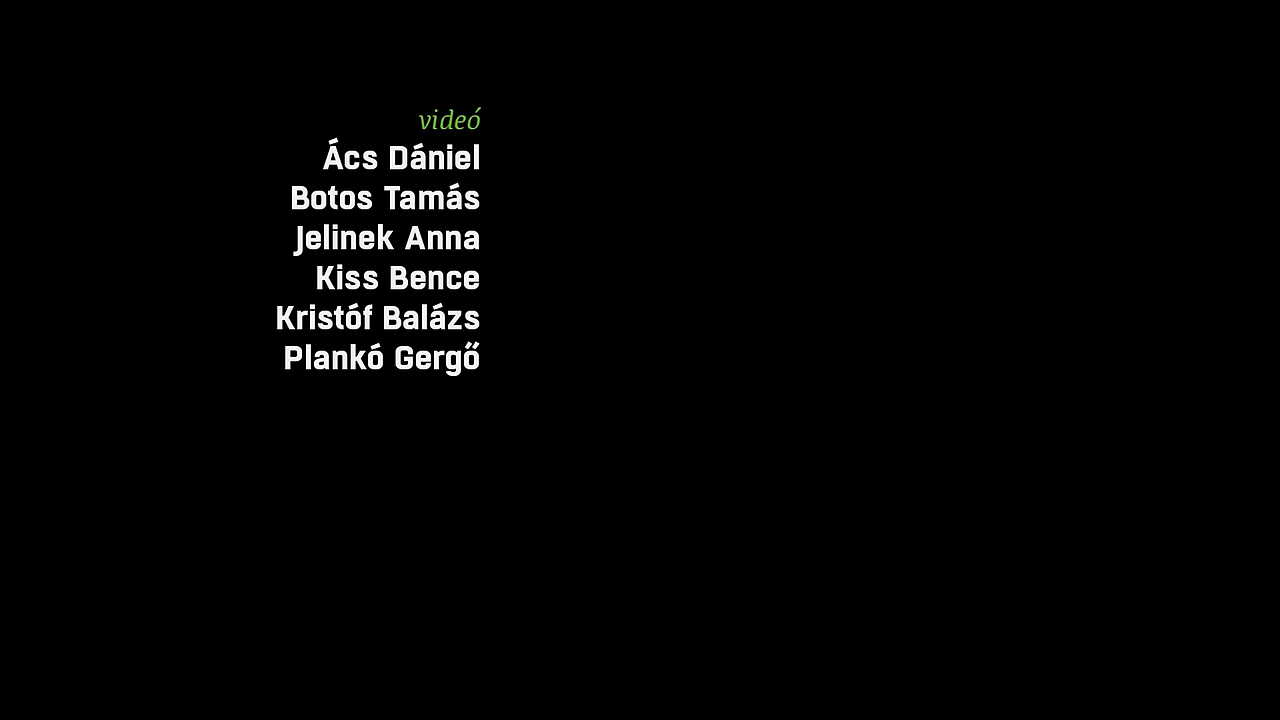 videó
Ács Dániel
Botos Tamás
Jelinek Anna
Kiss Bence
Kristóf Balázs
Plankó Gergő